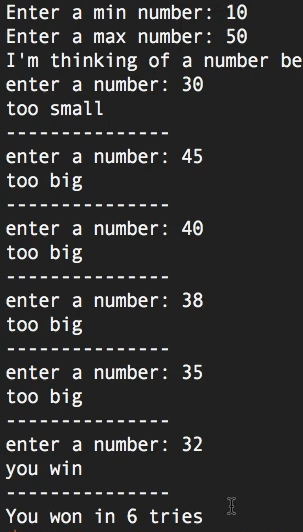 Enter a min number: 10
Enter a max number: 50
I'm thinking of a number be
enter a number: 30
too small
---------------
enter a number: 45
too big
---------------
enter a number: 40
too big
---------------
enter a number: 38
too big
---------------
enter a number: 35
too big
---------------
enter a number: 32
you win
---------------
You won in 6 tries